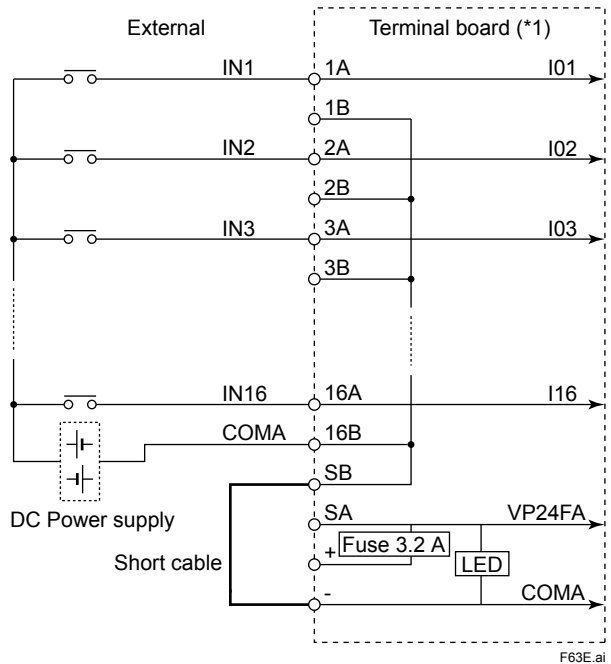 External Terminal board (*1)
IN1 1A I01
1B
IN2 2A I02
2B
IN3 3A I03
3B
IN16 16A I16
COMA 16B
SB
DC Power supply SA VP24FA
Short cable + Fuse 3.2 A LED
- COMA
F63E.ai